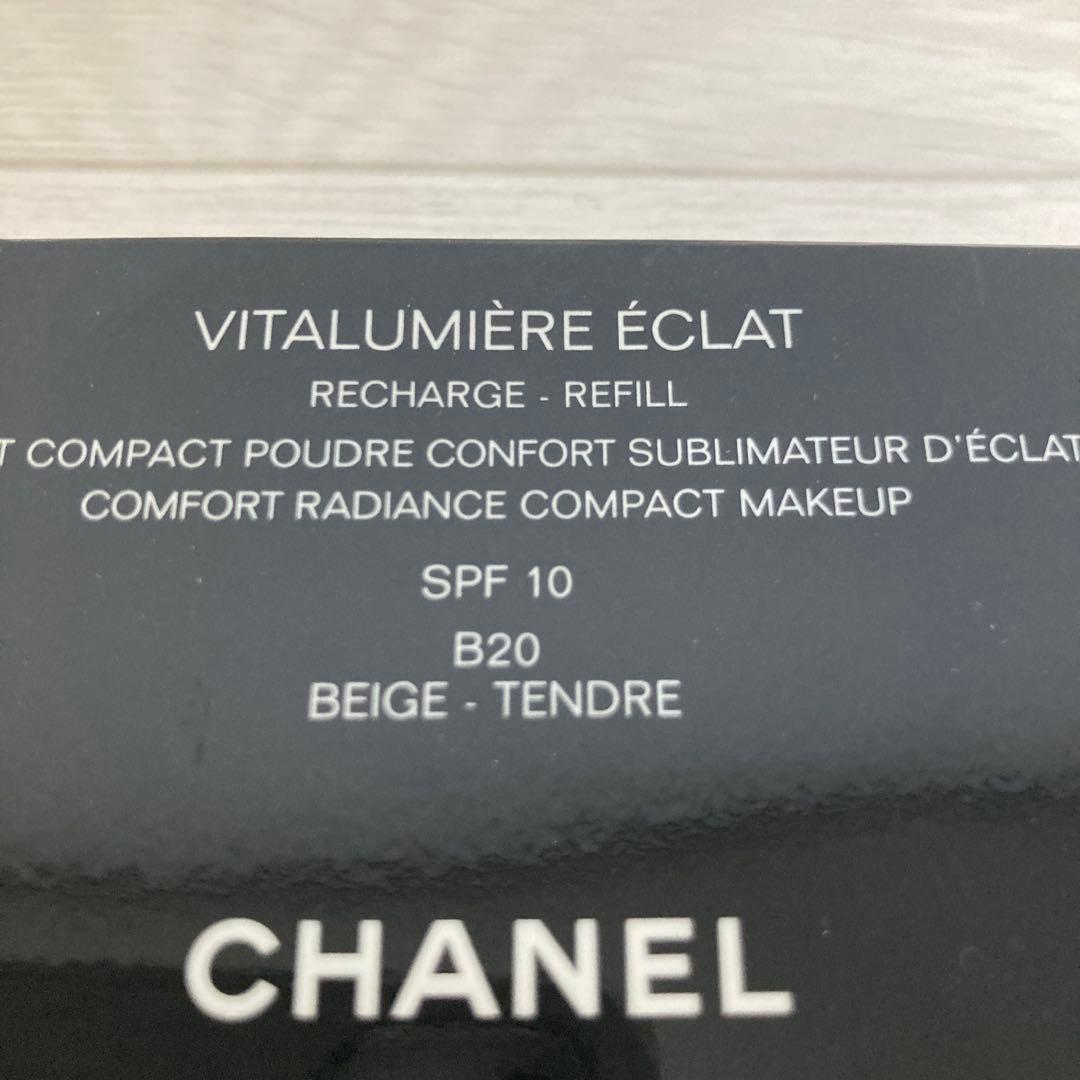 VITALUMIÈRE ÉCLAT
RECHARGE - REFILL
COMPACT POUDRE CONFORT SUBLIMATEUR D'ÉCLAT
COMFORT RADIANCE COMPACT MAKEUP
SPF 10
B20
BEIGE - TENDRE
CHANEL